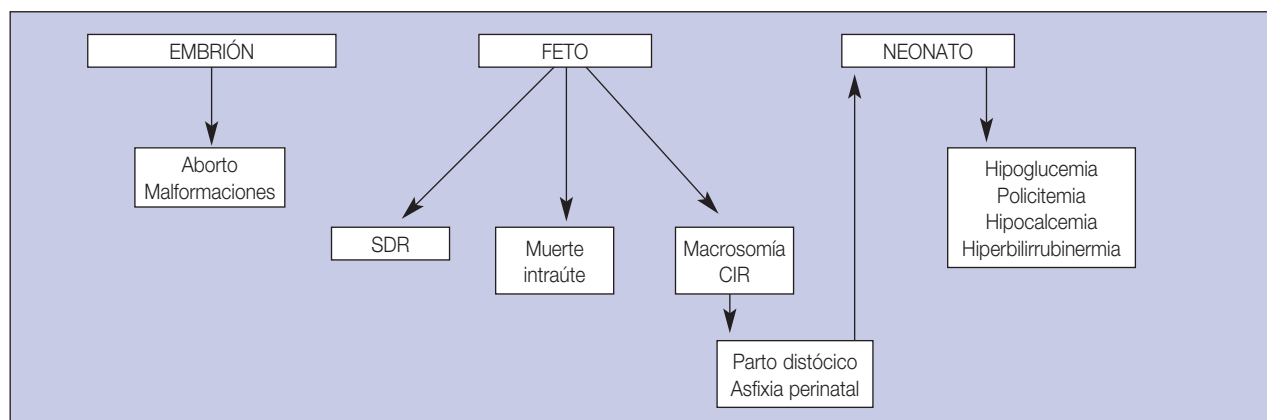 EMBRIÓN
FETO
NEONATO
Aborto
Malformaciones
SDR
Muerte
intraúte
Macrosomía
CIR
Hipoglucemia
Policitemia
Hipocalcemia
Hiperbilirrubinermia
Parto distócico
Asfixia perinatal